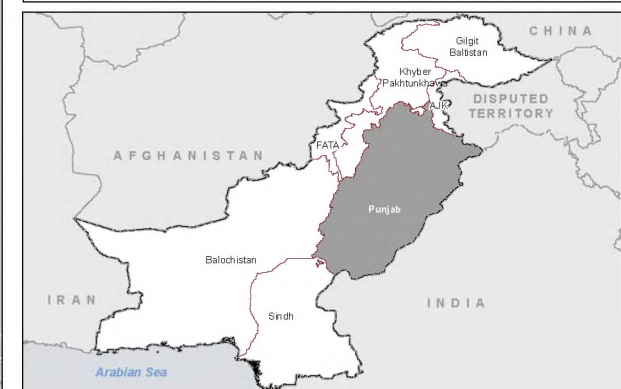 CHINA
Gilgit
Baltistan
Khyber
Pakhtunkhawa
AJK
DISPUTED
TERRITORY
FATA
AFGHANISTAN
Punjab
Balochistan
IRAN
INDIA
Sindh
Arabian Sea